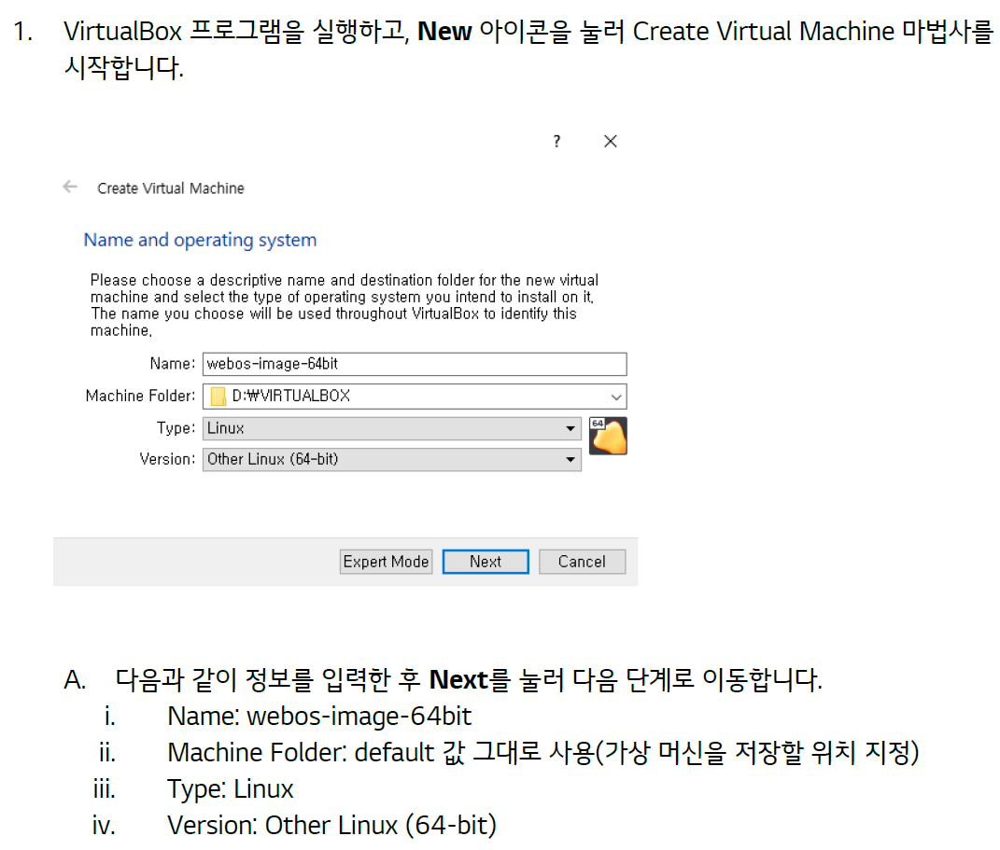 1. VirtualBox 프로그램을 실행하고, New 아이콘을 눌러 Create Virtual Machine 마법사를
시작합니다.
? ×
← Create Virtual Machine
Name and operating system
Please choose a descriptive name and destination folder for the new virtual
machine and select the type of operating system you intend to install on it.
The name you choose will be used throughout VirtualBox to identify this
machine.
Name: webos-image-64bit
Machine Folder: D:₩VIRTUALBOX
Type: Linux
64
Version: Other Linux (64-bit)
Expert Mode Next Cancel
A. 다음과 같이 정보를 입력한 후 Next를 눌러 다음 단계로 이동합니다.
i. Name: webos-image-64bit
ii. Machine Folder: default 값 그대로 사용(가상 머신을 저장할 위치 지정)
iii. Type: Linux
iv. Version: Other Linux (64-bit)